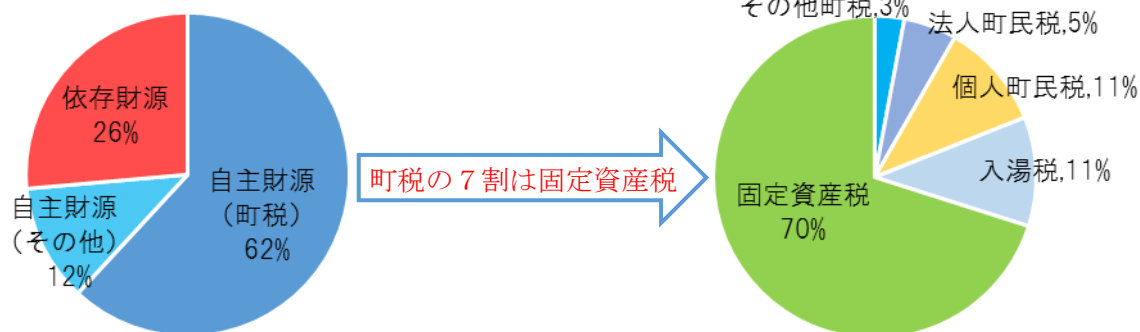 依存財源
26%
自主財源
（その他）
12%
自主財源
（町税）
62%
町税の７割は固定資産税
その他町税,3%
法人町民税,5%
個人町民税,11%
入湯税,11%
固定資産税
70%